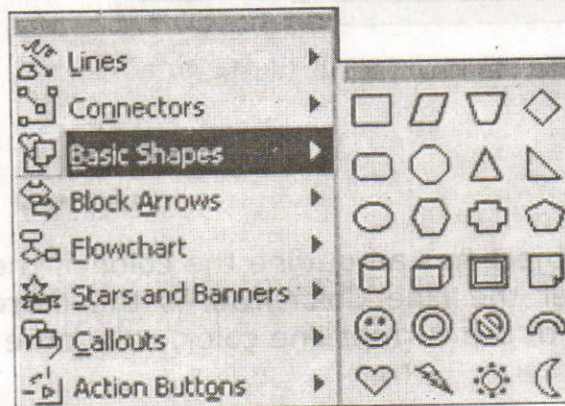 Lines
Connectors
Basic Shapes
Block Arrows
Flowchart
Stars and Banners
Callouts
Action Buttons